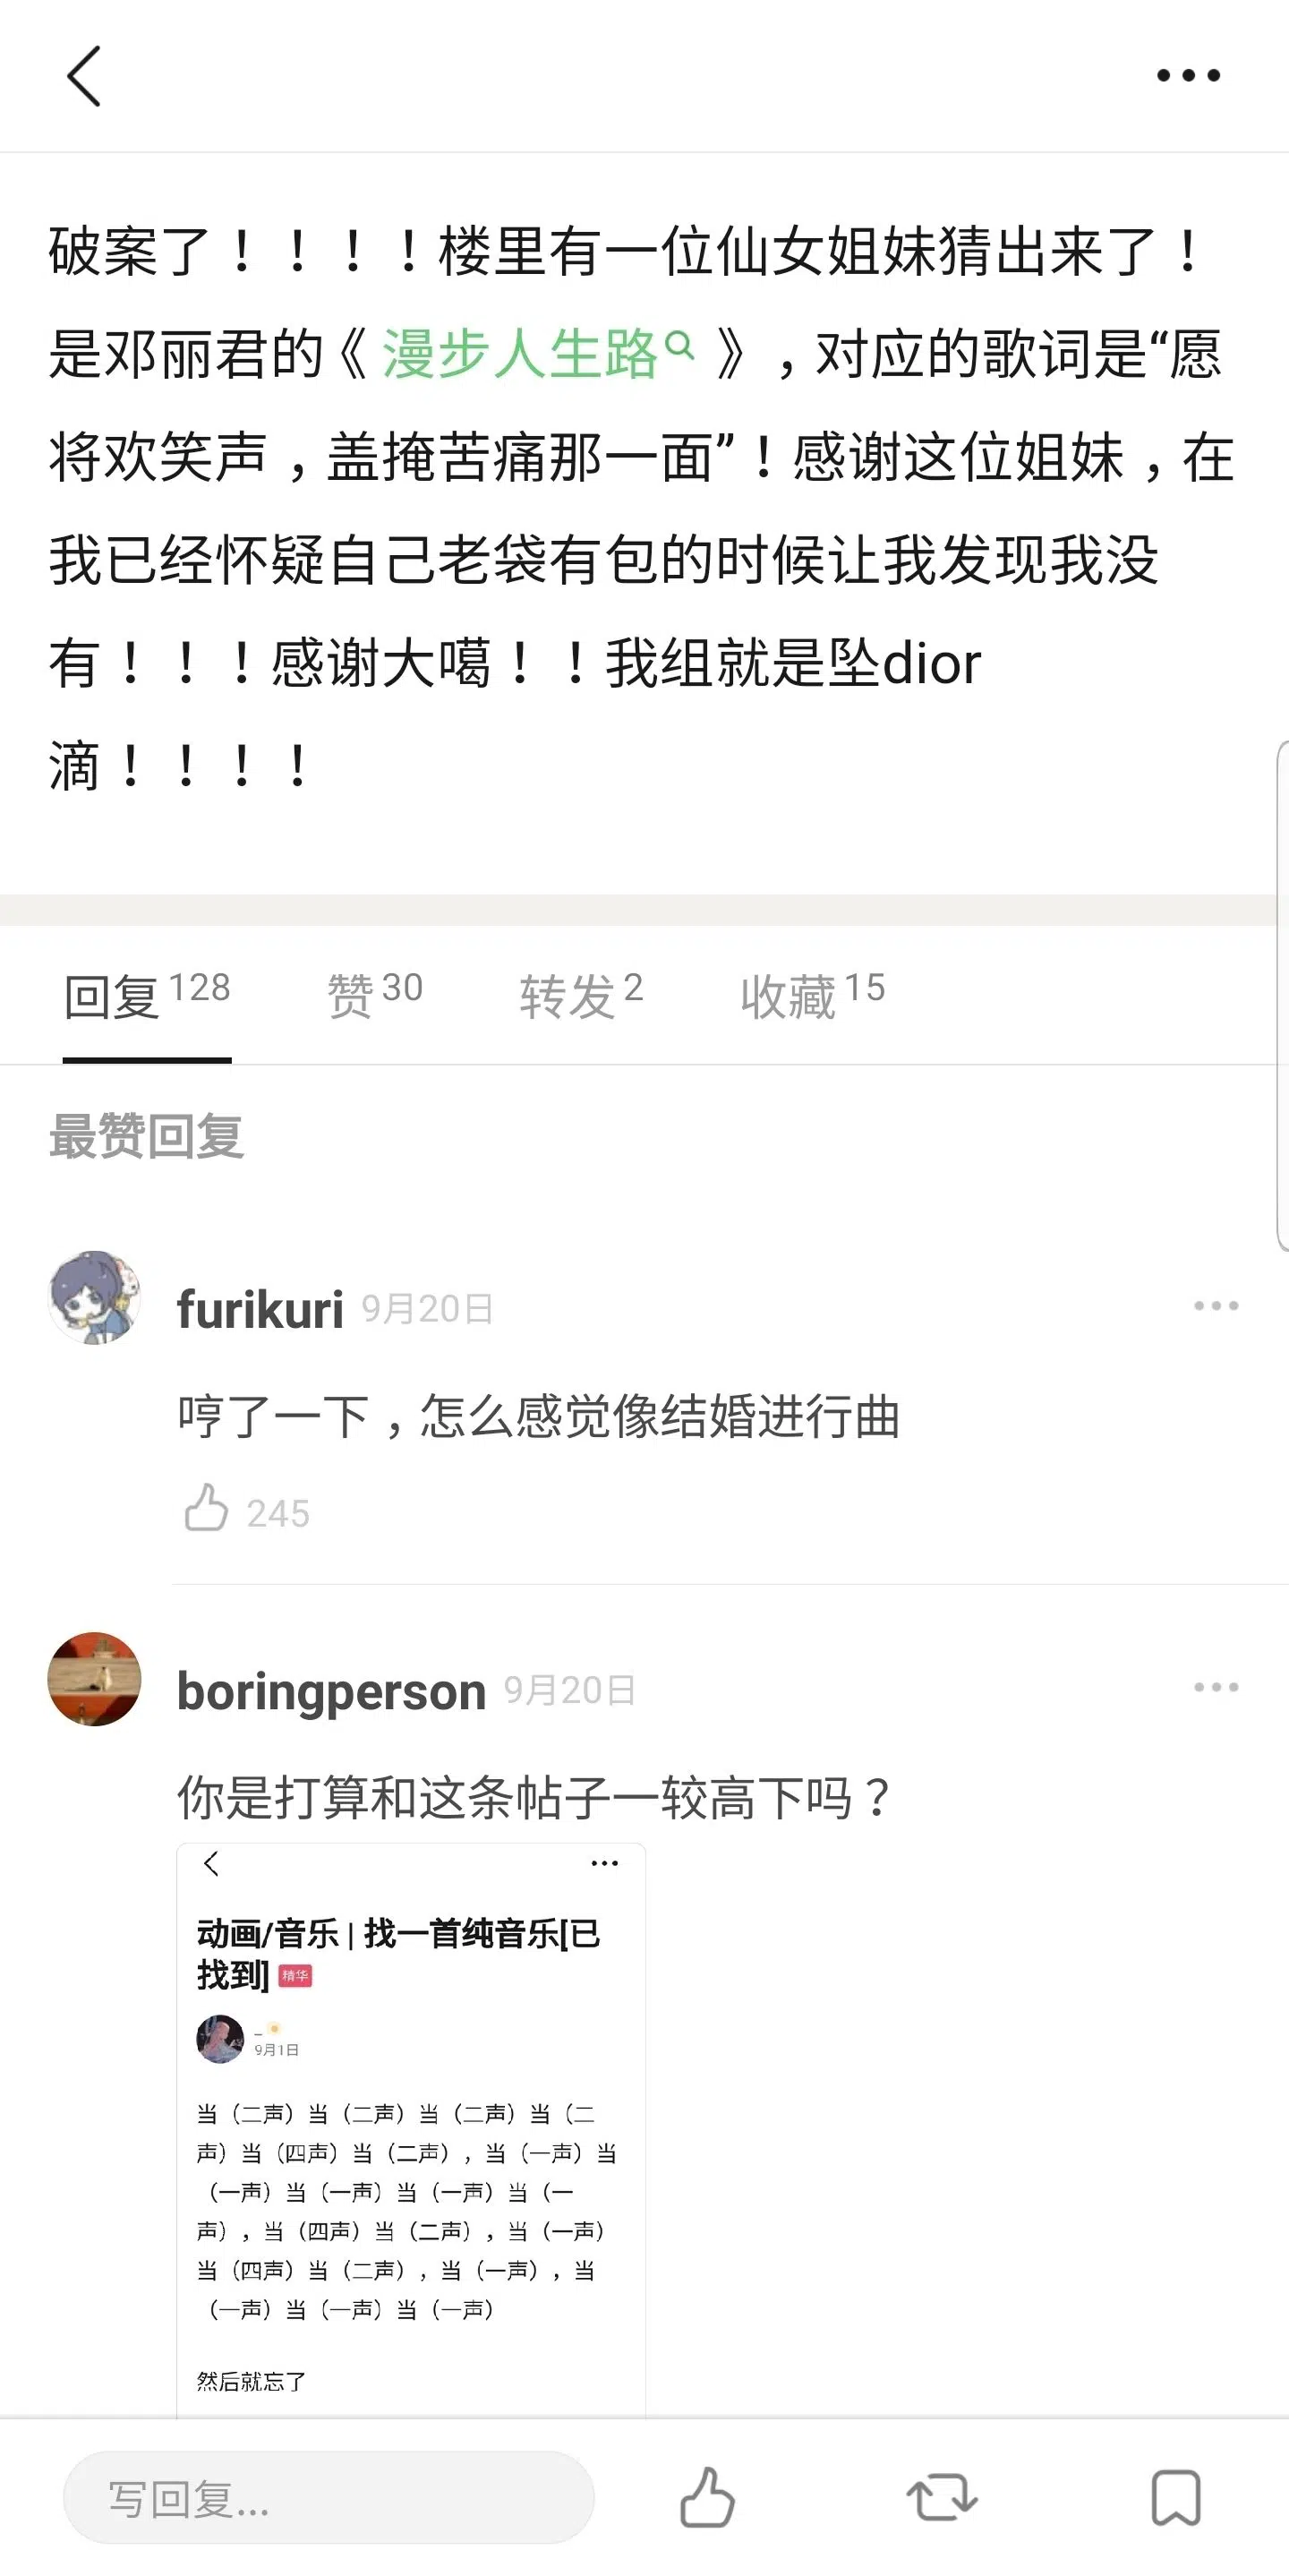 破案了！！！！楼里有一位仙女姐妹猜出来了！
是邓丽君的《漫步人生路》，对应的歌词是“愿
将欢笑声，盖掩苦痛那一面”！感谢这位姐妹，在
我已经怀疑自己老袋有包的时候让我发现我没
有！！！感谢大噶！！我组就是坠dior
滴！！！！
回复 128 赞 30 转发 2 收藏 15
最赞回复
furikuri 9月20日
哼了一下，怎么感觉像结婚进行曲
245
boringperson 9月20日
你是打算和这条帖子一较高下吗？
动画/音乐 | 找一首纯音乐[已
找到] 精华
9月1日
当（二声）当（二声）当（二声）当（二
声）当（四声）当（二声），当（一声）当
（一声）当（一声）当（一声）当（一
声），当（四声）当（二声），当（一声）
当（四声）当（二声），当（一声），当
（一声）当（一声）当（一声）
然后就忘了
写回复...